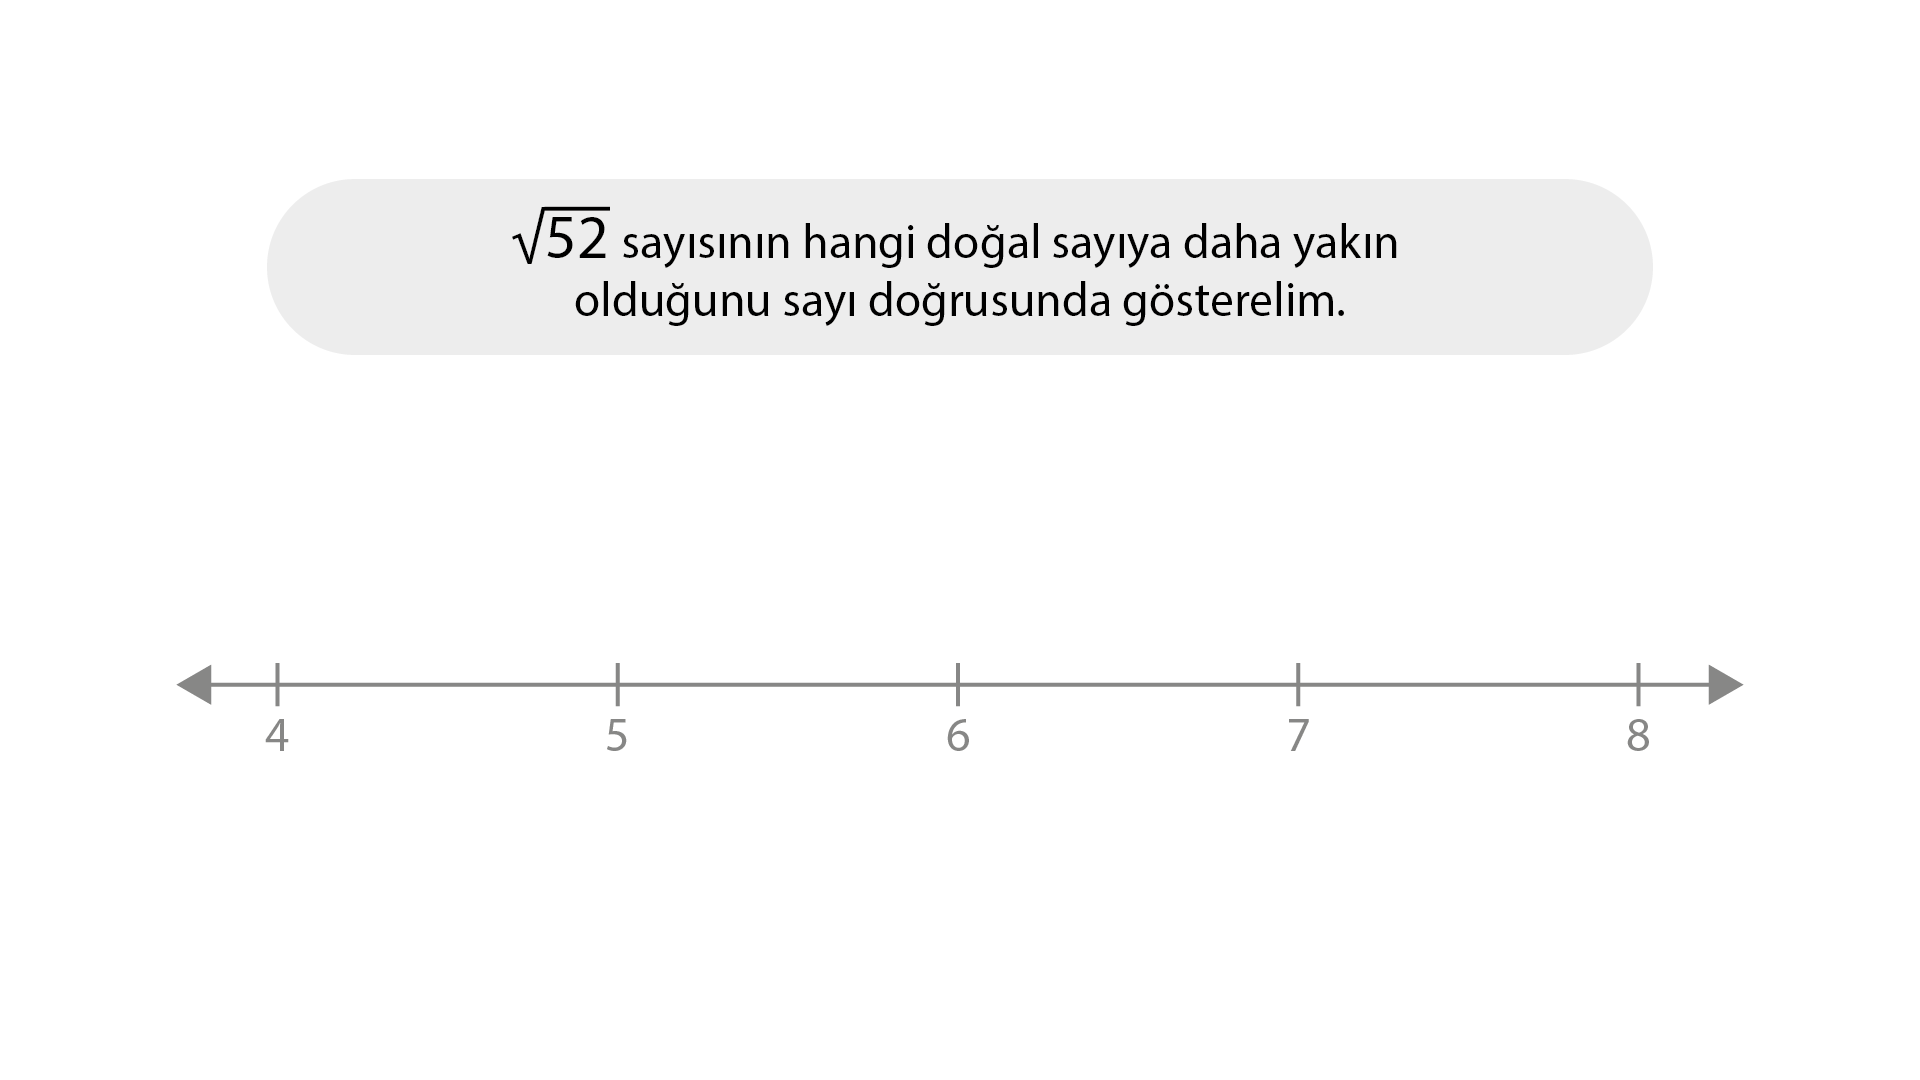 √52 sayısının hangi doğal sayıya daha yakın
olduğunu sayı doğrusunda gösterelim.
4 5 6 7 8